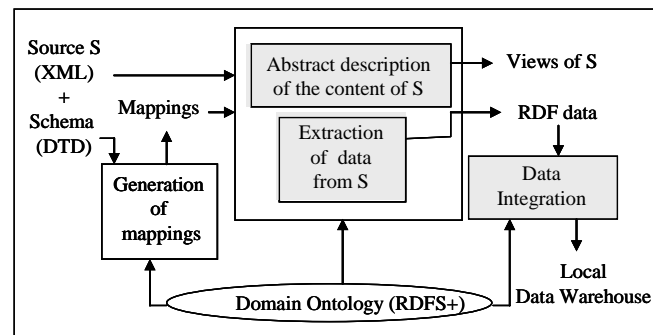 Source S
(XML)
+
Schema
(DTD)
Mappings
Generation
of
mappings
Abstract description
of the content of S
Extraction
of data
from S
Views of S
RDF data
Data
Integration
Local
Data Warehouse
Domain Ontology (RDFS+)